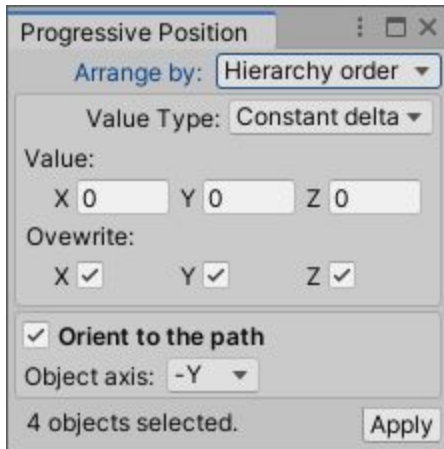 Progressive Position
Arrange by: Hierarchy order
Value Type: Constant delta
Value:
X 0 Y 0 Z 0
Ovewrite:
X Y Z
Orient to the path
Object axis: -Y
4 objects selected. Apply